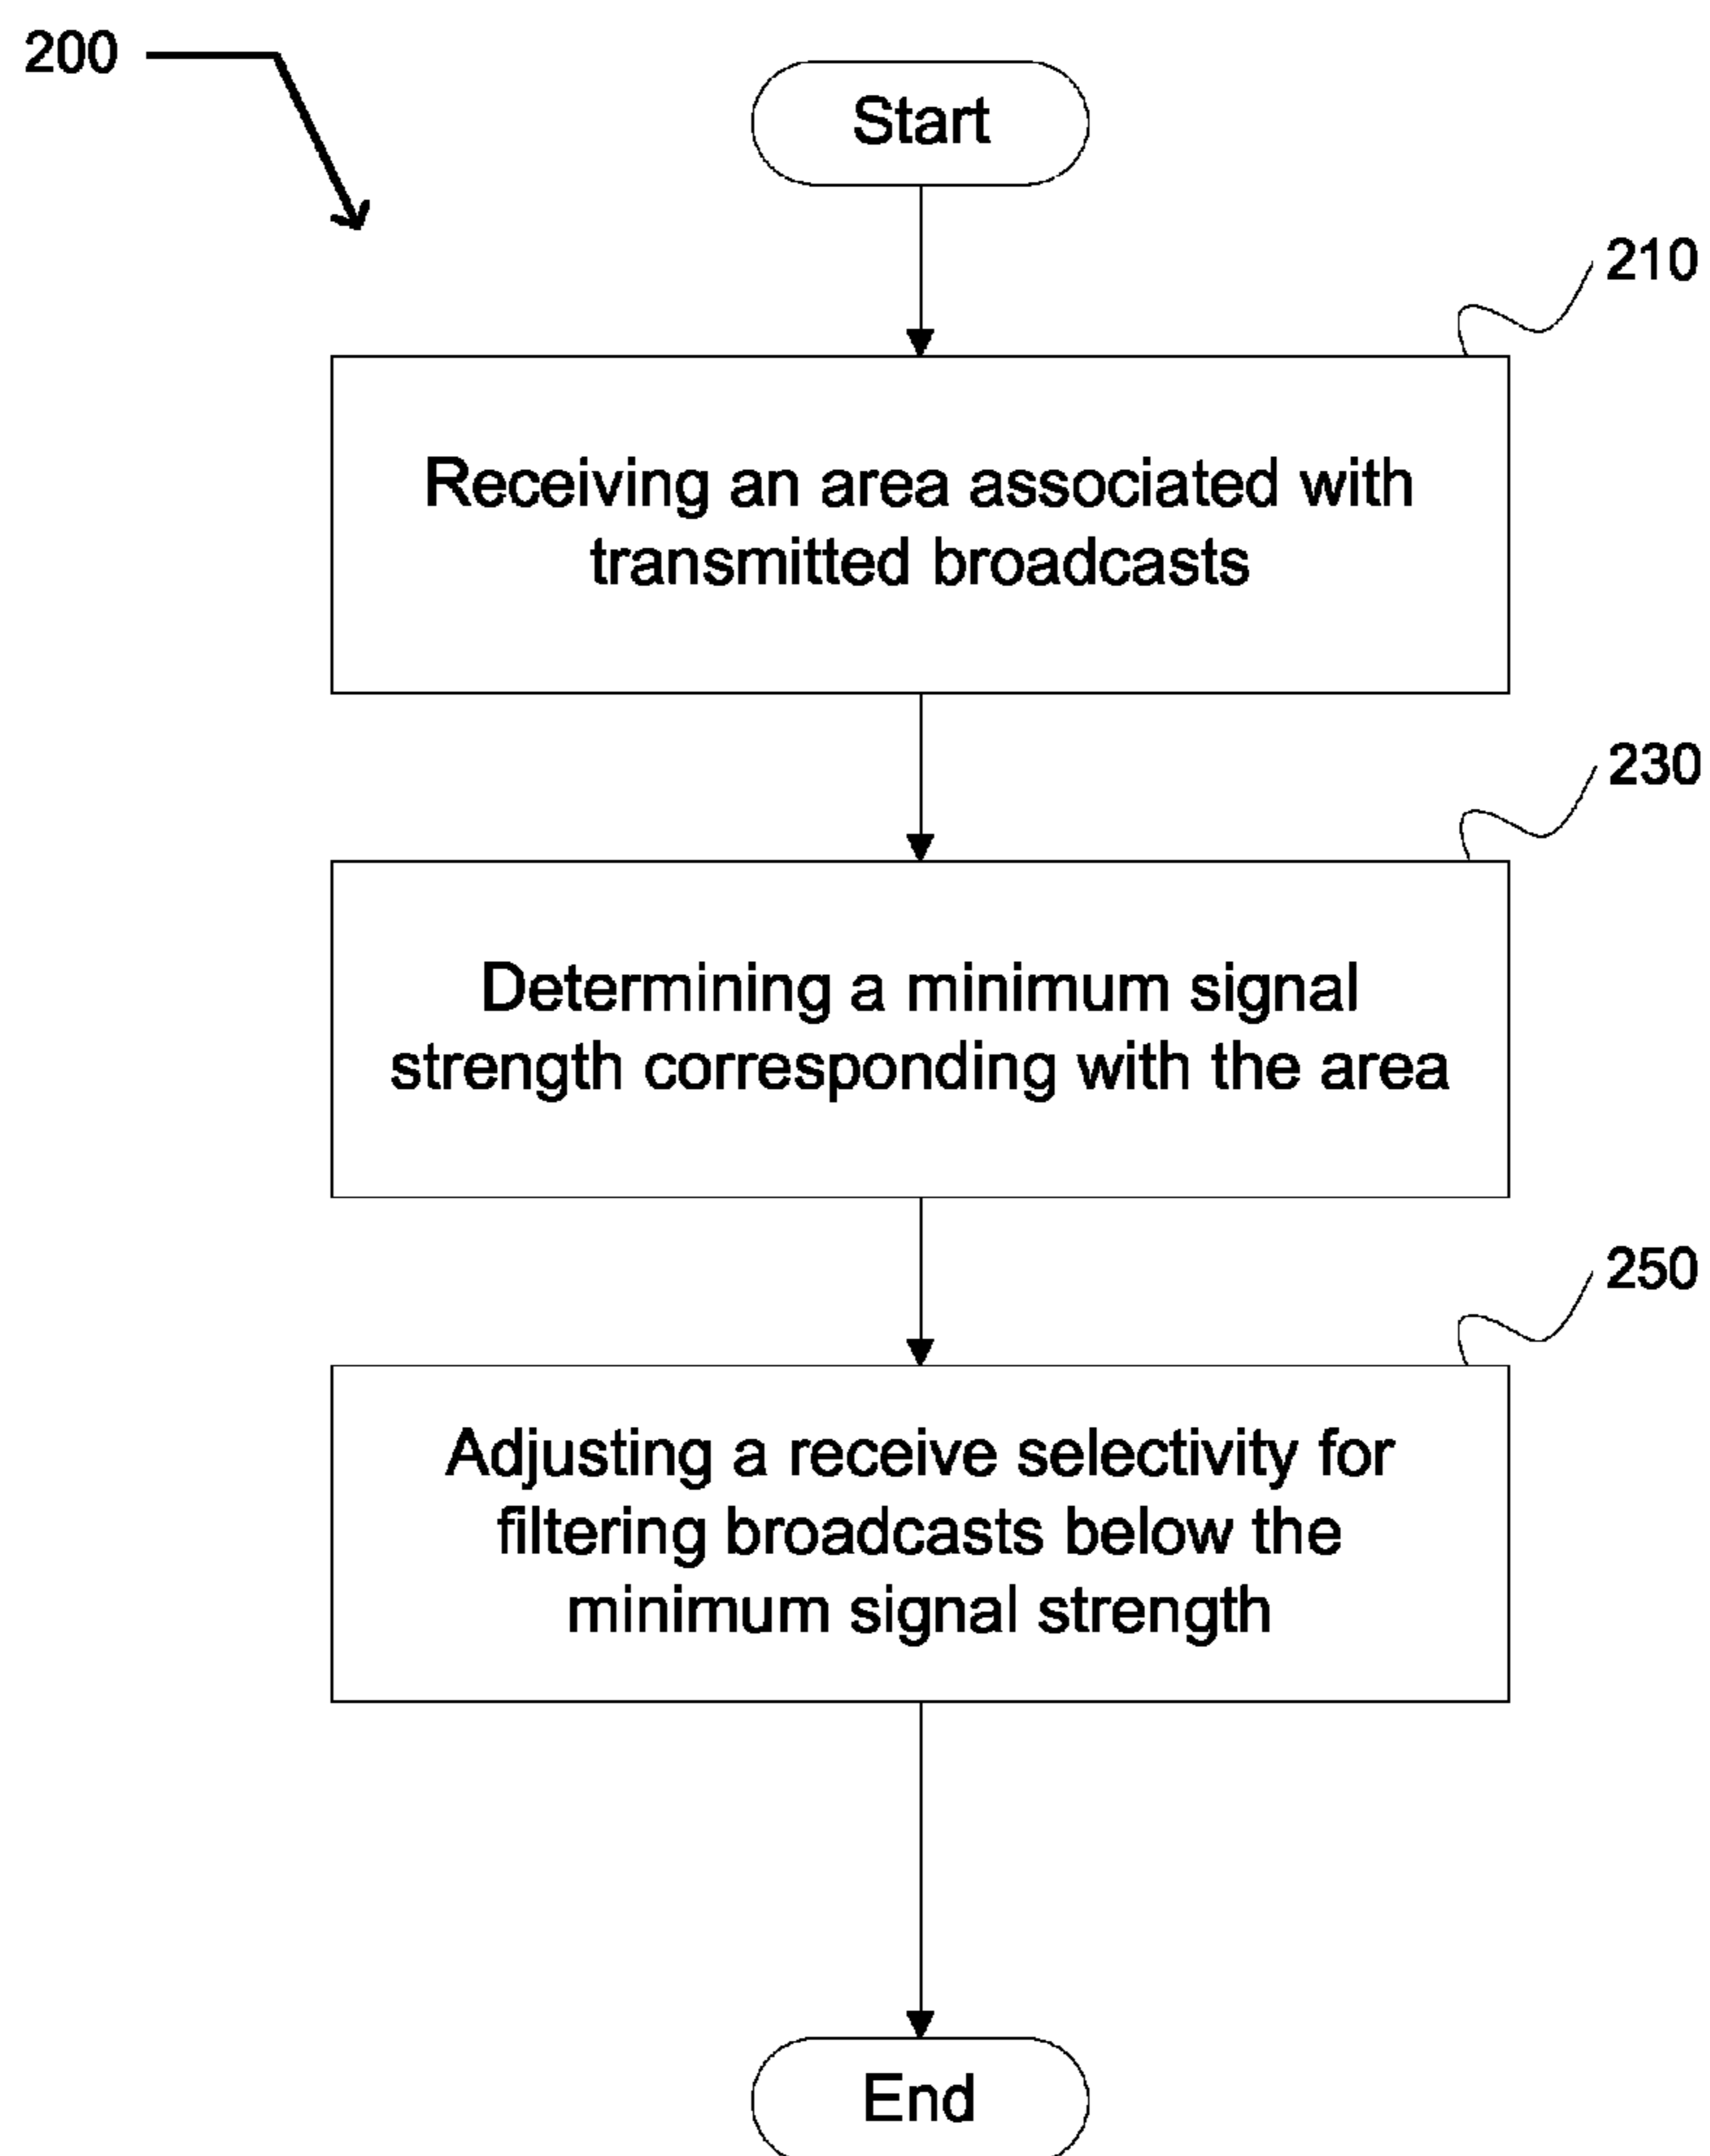 200
Start
210
Receiving an area associated with
transmitted broadcasts
230
Determining a minimum signal
strength corresponding with the area
250
Adjusting a receive selectivity for
filtering broadcasts below the
minimum signal strength
End